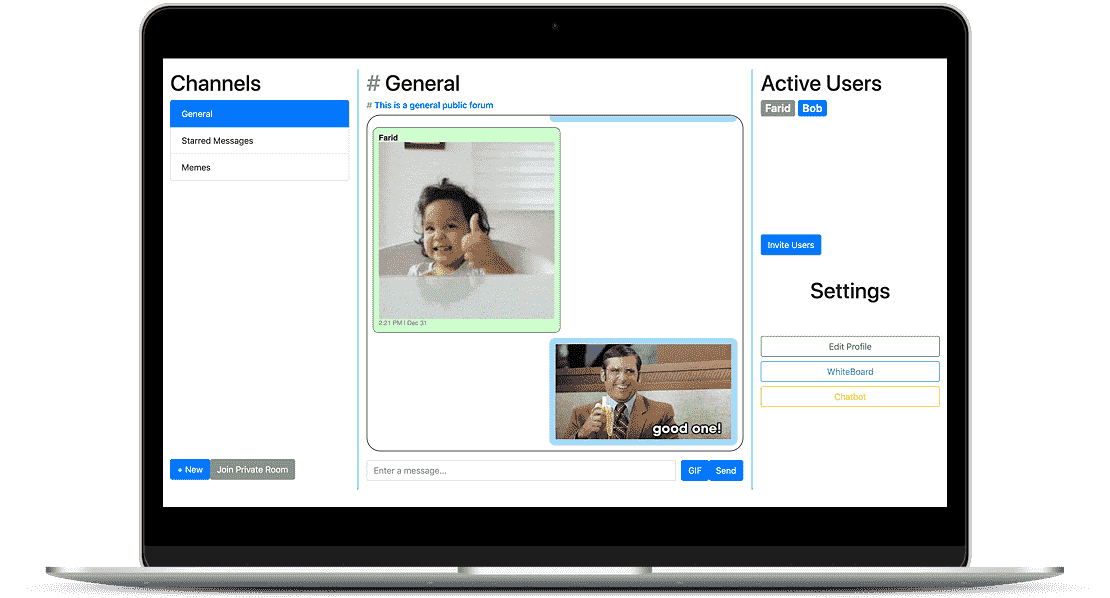 Channels
General
Starred Messages
Memes
+ New
Join Private Room
# General
# This is a general public forum
Farid
2:21 PM | Dec 31
good one!
Enter a message...
GIF
Send
Active Users
Farid
Bob
Invite Users
Settings
Edit Profile
WhiteBoard
Chatbot